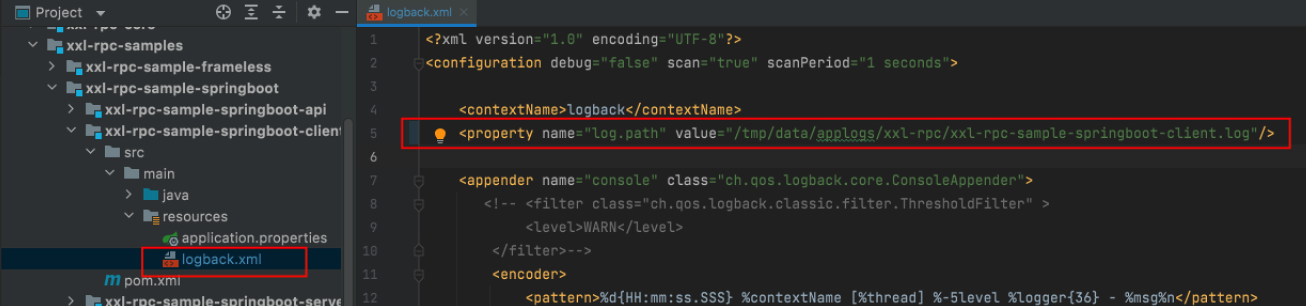 Project
xxl-rpc-samples
xxl-rpc-sample-frameless
xxl-rpc-sample-springboot
xxl-rpc-sample-springboot-api
xxl-rpc-sample-springboot-client
src
main
java
resources
application.properties
logback.xml
pom.xml
xxl-rpc-sample-springboot-serve
logback.xml
1 <?xml version="1.0" encoding="UTF-8"?>
2 <configuration debug="false" scan="true" scanPeriod="1 seconds">
3
4 <contextName>logback</contextName>
5 <property name="log.path" value="/tmp/data/applogs/xxl-rpc/xxl-rpc-sample-springboot-client.log"/>
6
7 <appender name="console" class="ch.qos.logback.core.ConsoleAppender">
8 <!-- <filter class="ch.qos.logback.classic.filter.ThresholdFilter" >
9 <level>WARN</level>
10 </filter>-->
11 <encoder>
12 <pattern>%d{HH:mm:ss.SSS} %contextName [%thread] %-5level %logger{36} - %msg%n</pattern>